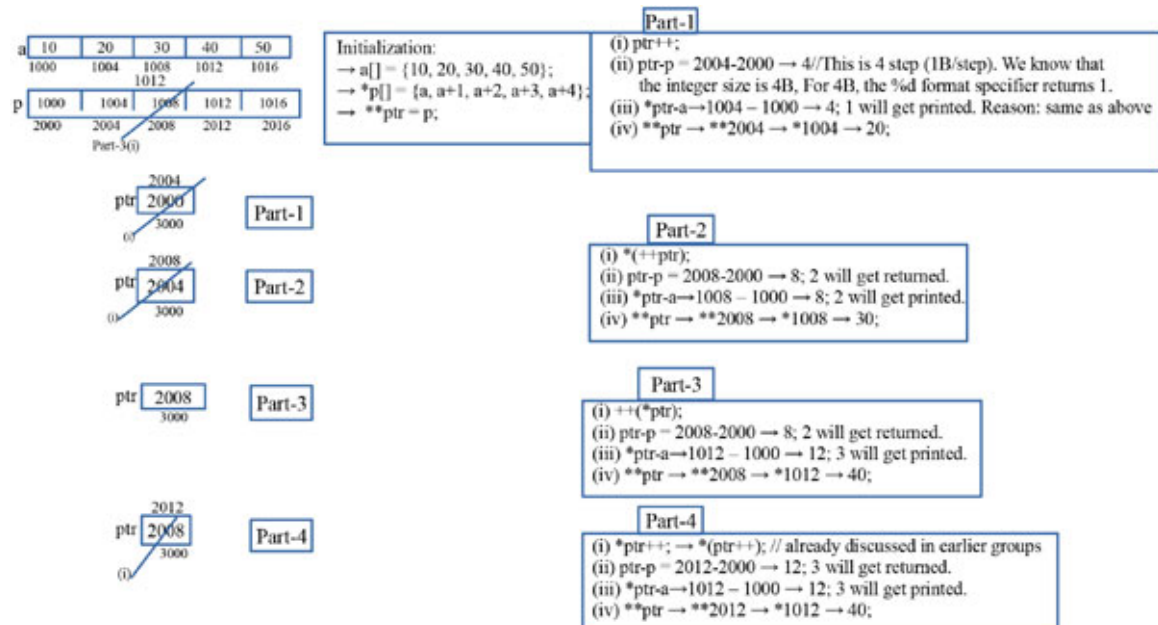 a 10 20 30 40 50
1000 1004 1008 1012 1016
1012
p 1000 1004 1008 1012 1016
2000 2004 2008 2012 2016
Part-3(i)
Initialization:
→ a[] = {10, 20, 30, 40, 50};
→ *p[] = {a, a+1, a+2, a+3, a+4};
→ **ptr = p;
Part-1
(i) ptr++;
(ii) ptr-p = 2004-2000 → 4//This is 4 step (1B/step). We know that
the integer size is 4B, For 4B, the %d format specifier returns 1.
(iii) *ptr-a→1004 – 1000 → 4; 1 will get printed. Reason: same as above
(iv) **ptr → **2004 → *1004 → 20;
2004
ptr 2000
3000
(i)
Part-1
2008
ptr 2004
3000
(i)
Part-2
Part-2
(i) *(++ptr);
(ii) ptr-p = 2008-2000 → 8; 2 will get returned.
(iii) *ptr-a→1008 – 1000 → 8; 2 will get printed.
(iv) **ptr → **2008 → *1008 → 30;
ptr 2008
3000
Part-3
Part-3
(i) ++(*ptr);
(ii) ptr-p = 2008-2000 → 8; 2 will get returned.
(iii) *ptr-a→1012 – 1000 → 12; 3 will get printed.
(iv) **ptr → **2008 → *1012 → 40;
2012
ptr 2008
3000
(i)
Part-4
Part-4
(i) *ptr++; → *(ptr++); // already discussed in earlier groups
(ii) ptr-p = 2012-2000 → 12; 3 will get returned.
(iii) *ptr-a→1012 – 1000 → 12; 3 will get printed.
(iv) **ptr → **2012 → *1012 → 40;